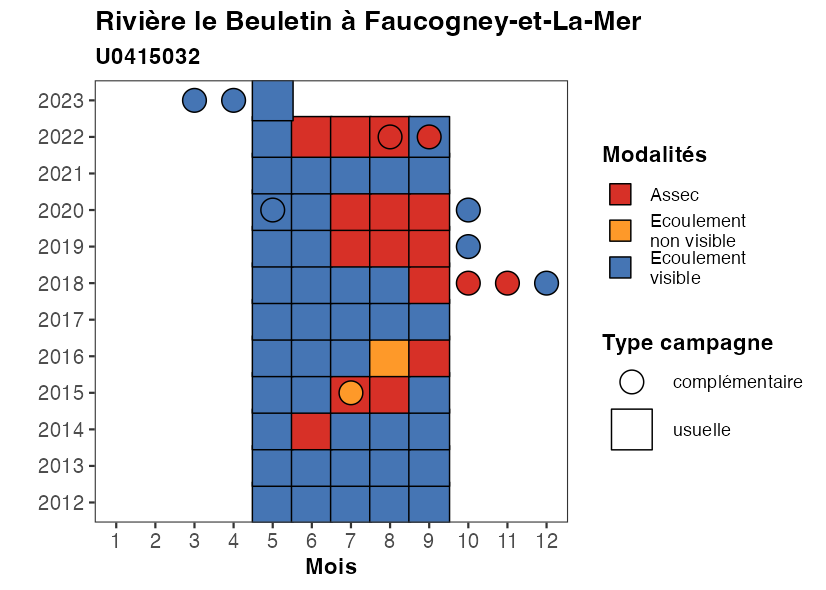 Rivière le Beuletin à Faucogney-et-La-Mer
U0415032
2023
2022
2021
2020
2019
2018
2017
2016
2015
2014
2013
2012
1 2 3 4 5 6 7 8 9 10 11 12
Mois
Modalités
Assec
Ecoulement
non visible
Ecoulement
visible
Type campagne
complémentaire
usuelle